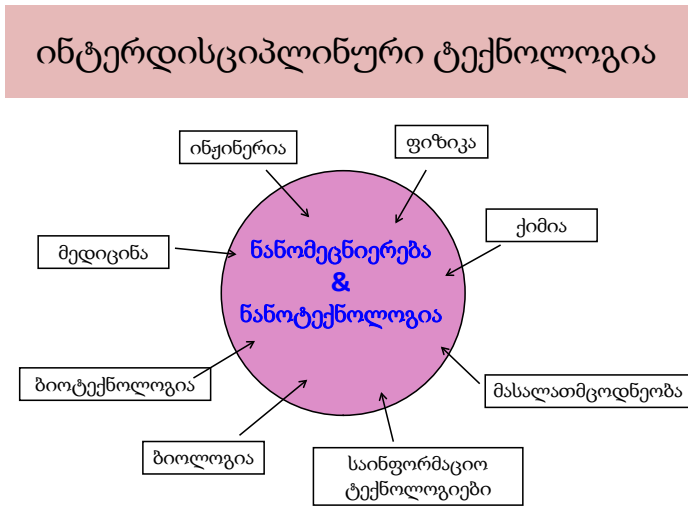 ინტერდისციპლინური ტექნოლოგია
ინჟინერია
ფიზიკა
ქიმია
მედიცინა
ნანომეცნიერება
&
ნანოტექნოლოგია
ბიოტექნოლოგია
მასალათმცოდნეობა
ბიოლოგია
საინფორმაციო
ტექნოლოგიები